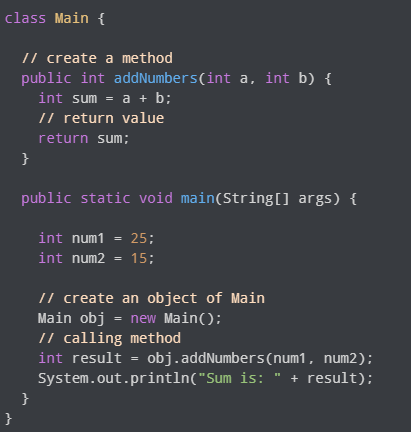 class Main {
  // create a method
  public int addNumbers(int a, int b) {
    int sum = a + b;
    // return value
    return sum;
  }
  public static void main(String[] args) {
    int num1 = 25;
    int num2 = 15;
    // create an object of Main
    Main obj = new Main();
    // calling method
    int result = obj.addNumbers(num1, num2);
    System.out.println("Sum is: " + result);
  }
}